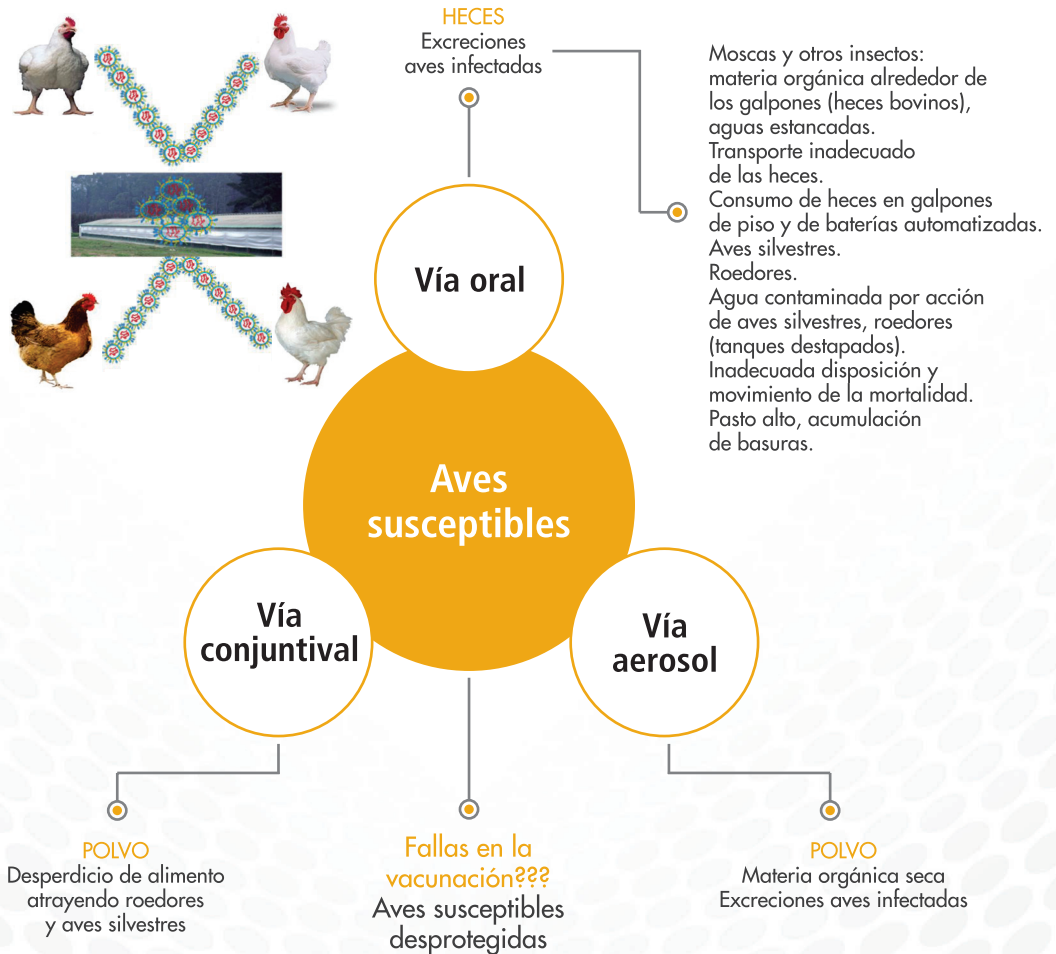 HECES
Excreciones
aves infectadas
Moscas y otros insectos:
materia orgánica alrededor de
los galpones (heces bovinos),
aguas estancadas.
Transporte inadecuado
de las heces.
Consumo de heces en galpones
de piso y de baterías automatizadas.
Aves silvestres.
Roedores.
Agua contaminada por acción
de aves silvestres, roedores
(tanques destapados).
Inadecuada disposición y
movimiento de la mortalidad.
Pasto alto, acumulación
de basuras.
Vía oral
Aves
susceptibles
Vía
conjuntival
Vía
aerosol
POLVO
Desperdicio de alimento
atrayendo roedores
y aves silvestres
Fallas en la
vacunación???
Aves susceptibles
desprotegidas
POLVO
Materia orgánica seca
Excreciones aves infectadas